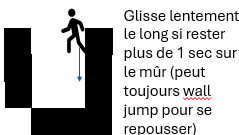 Glisse lentement
le long si rester
plus de 1 sec sur
le mûr (peut
toujours wall
jump pour se
repousser)